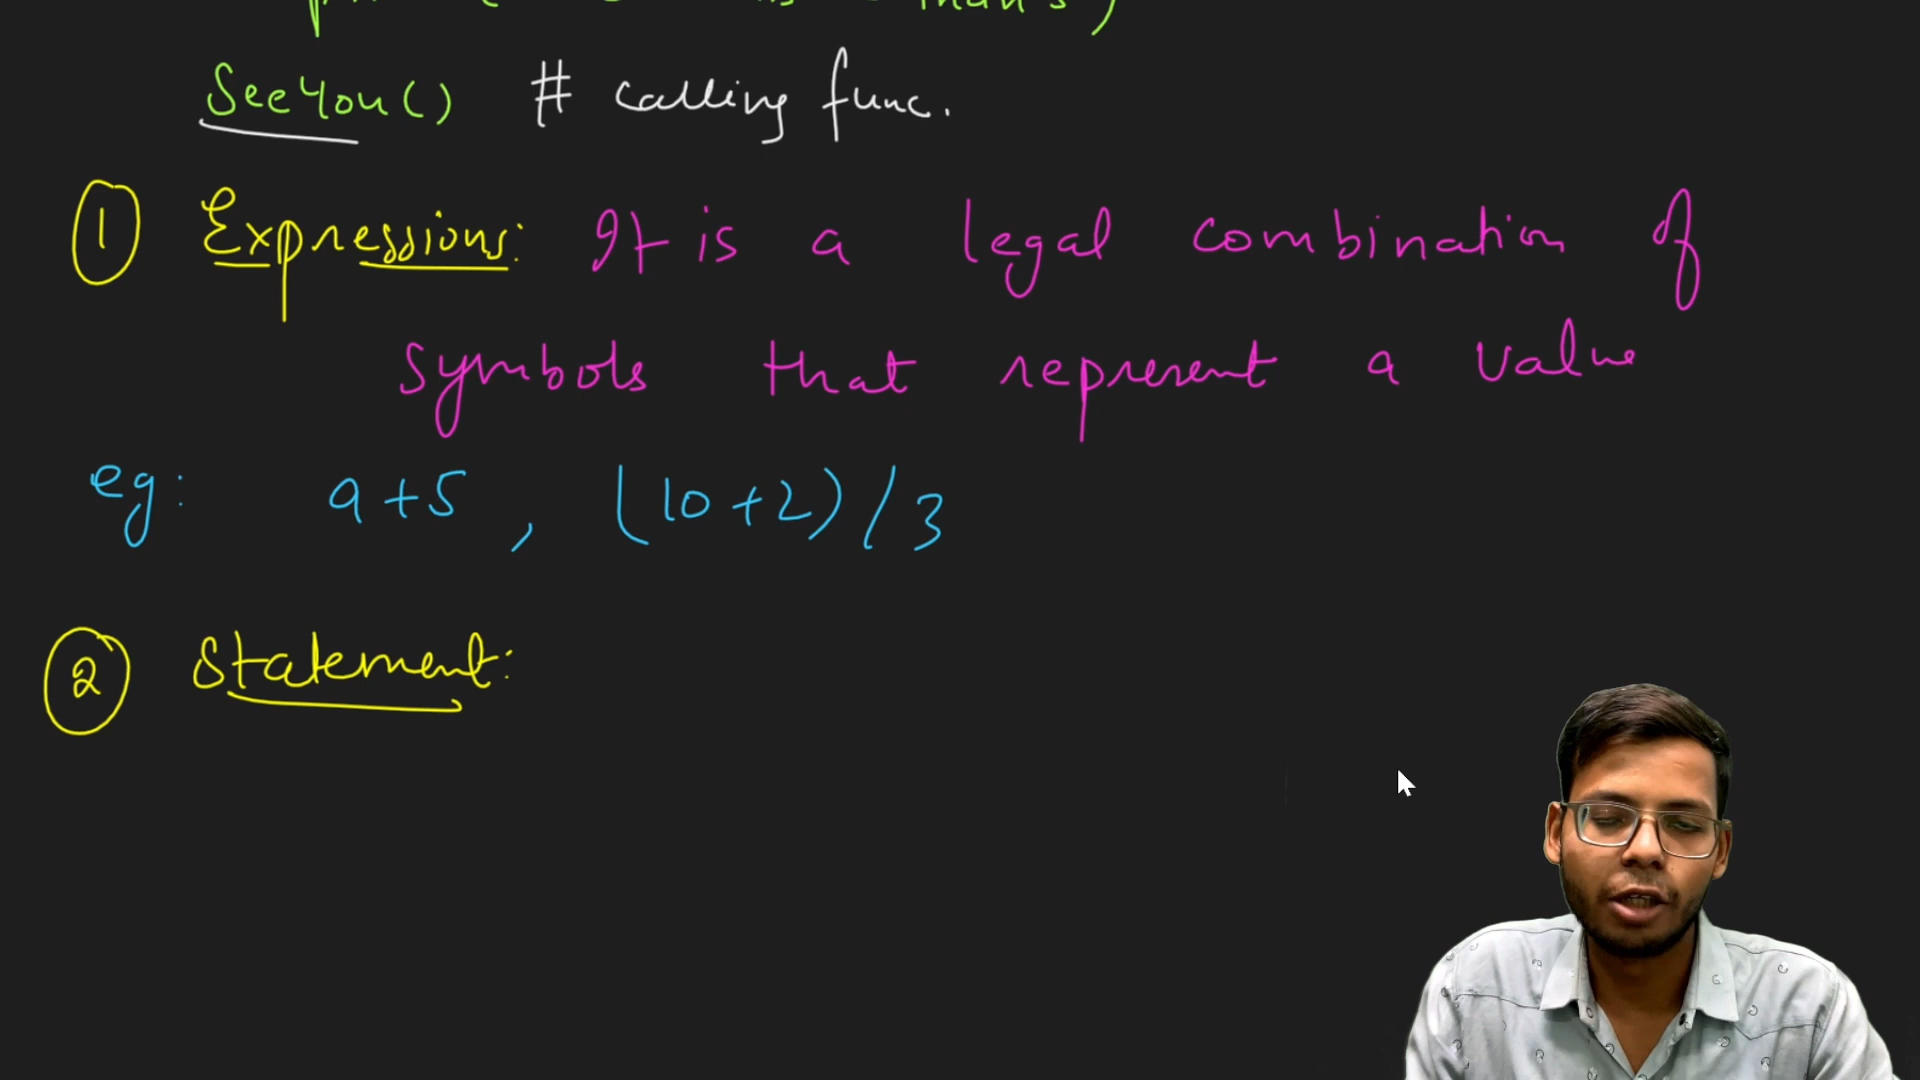 SeeYou() # calling func.
① Expressions: It is a legal combination of
symbols that represent a value
eg: a+5 , (10+2)/3
② Statement: